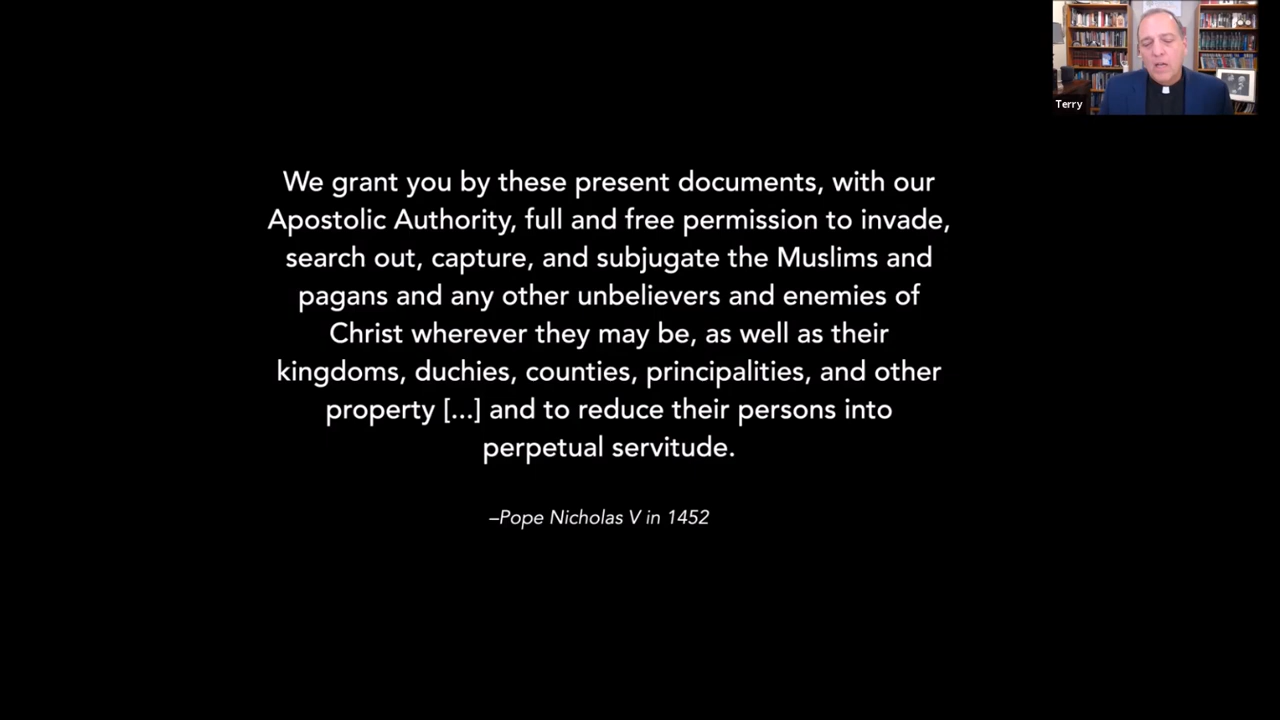 Terry
We grant you by these present documents, with our
Apostolic Authority, full and free permission to invade,
search out, capture, and subjugate the Muslims and
pagans and any other unbelievers and enemies of
Christ wherever they may be, as well as their
kingdoms, duchies, counties, principalities, and other
property [...] and to reduce their persons into
perpetual servitude.
–Pope Nicholas V in 1452